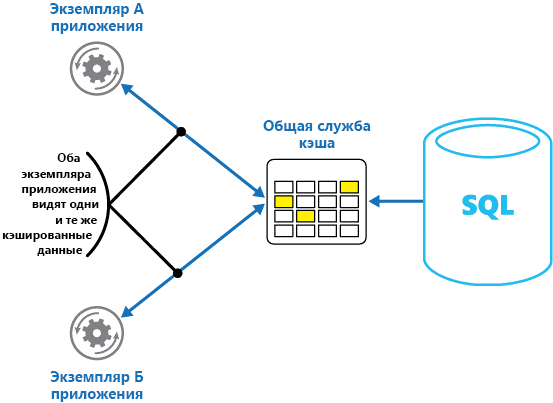 Экземпляр А
приложения
Общая служба
кэша
Оба
экземпляра
приложения
видят одни
и те же
кэшированные
данные
SQL
Экземпляр Б
приложения